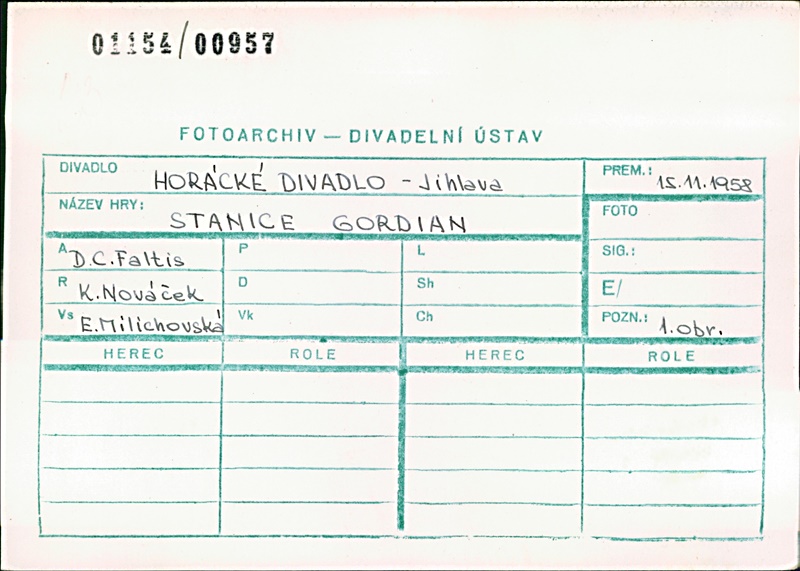 01154/00957
FOTOARCHIV — DIVADELNÍ ÚSTAV
DIVADLO HORÁCKÉ DIVADLO - Jihlava PREM.: 15.11.1958
NÁZEV HRY: STANICE GORDIAN FOTO
A D.C.Faltis P L SIG.:
R K.Nováček D Sh E/
Vs E.Milichovská Vk Ch POZN.: 1.obr.
HEREC ROLE HEREC ROLE